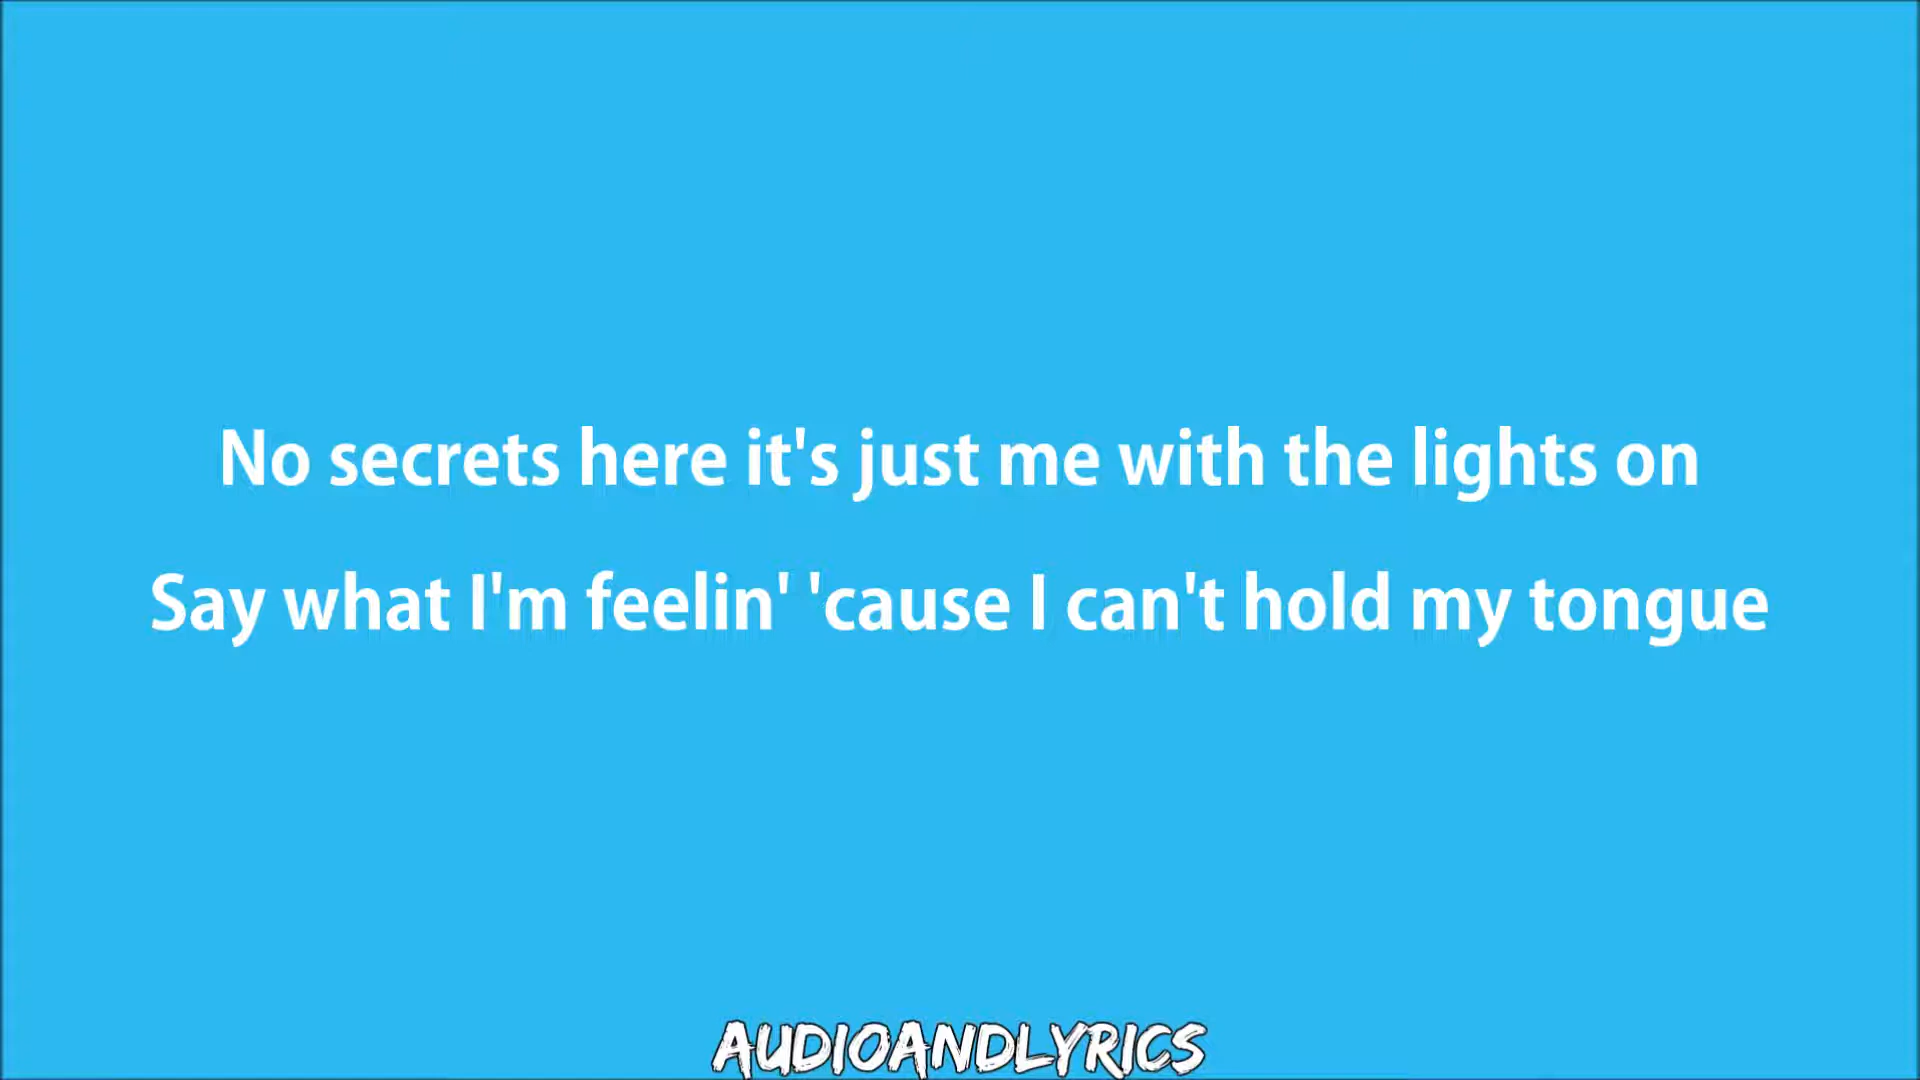 No secrets here it's just me with the lights on
Say what I'm feelin' 'cause I can't hold my tongue
AUDIOANDLYRICS